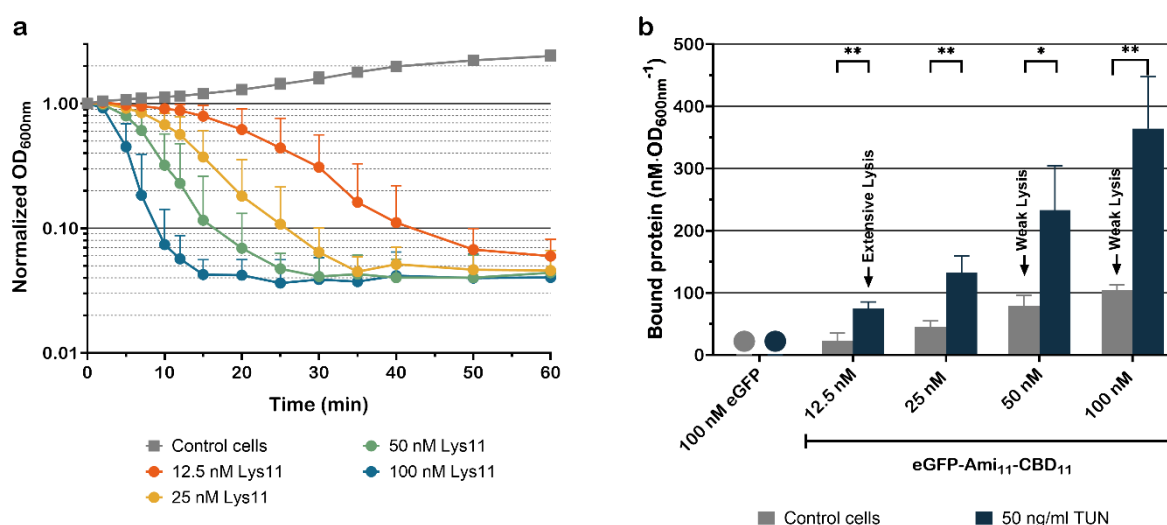 a
Normalized OD600nm
1.00
0.10
0.01
0 10 20 30 40 50 60
Time (min)
Control cells
12.5 nM Lys11
25 nM Lys11
50 nM Lys11
100 nM Lys11
b
Bound protein (nM·OD600nm-1)
500
400
300
200
100
0
** ** * **
Extensive Lysis
Weak Lysis
Weak Lysis
100 nM eGFP
12.5 nM
25 nM
50 nM
100 nM
eGFP-Ami11-CBD11
Control cells
50 ng/ml TUN